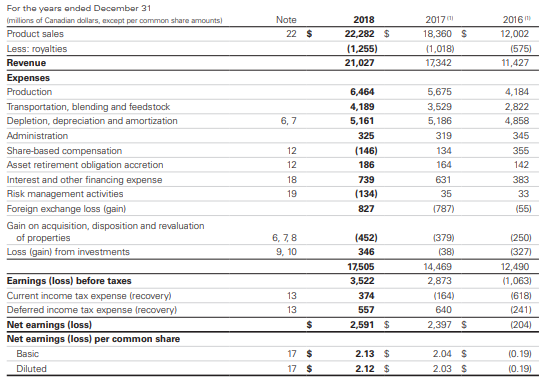 For the years ended December 31
(millions of Canadian dollars, except per common share amounts) Note 2018 2017 (1) 2016 (1)
Product sales 22 $ 22,282 $ 18,360 $ 12,002
Less: royalties (1,255) (1,018) (575)
Revenue 21,027 17,342 11,427
Expenses
Production 6,464 5,675 4,184
Transportation, blending and feedstock 4,189 3,529 2,822
Depletion, depreciation and amortization 6, 7 5,161 5,186 4,858
Administration 325 319 345
Share-based compensation 12 (146) 134 355
Asset retirement obligation accretion 12 186 164 142
Interest and other financing expense 18 739 631 383
Risk management activities 19 (134) 35 33
Foreign exchange loss (gain) 827 (787) (55)
Gain on acquisition, disposition and revaluation
of properties 6, 7, 8 (452) (379) (250)
Loss (gain) from investments 9, 10 346 (38) (327)
17,505 14,469 12,490
Earnings (loss) before taxes 3,522 2,873 (1,063)
Current income tax expense (recovery) 13 374 (164) (618)
Deferred income tax expense (recovery) 13 557 640 (241)
Net earnings (loss) $ 2,591 $ 2,397 $ (204)
Net earnings (loss) per common share
Basic 17 $ 2.13 $ 2.04 $ (0.19)
Diluted 17 $ 2.12 $ 2.03 $ (0.19)